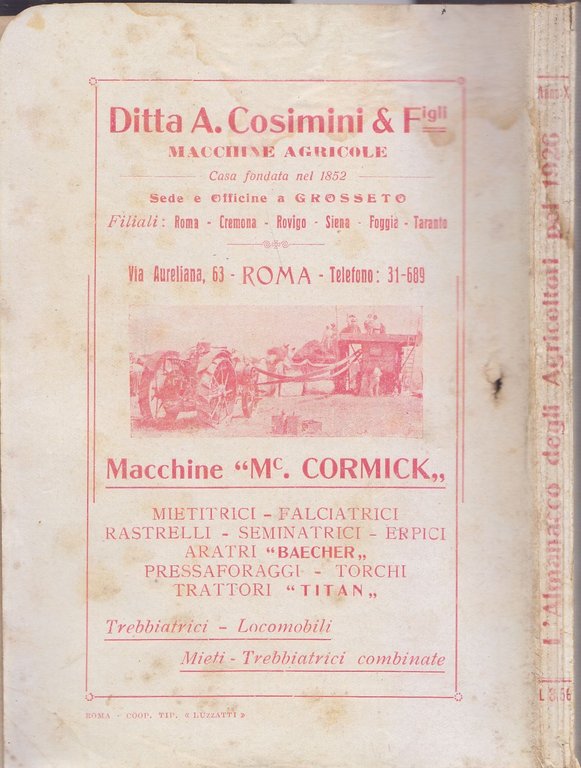 Ditta A. Cosimini & Figli
MACCHINE AGRICOLE
Casa fondata nel 1852
Sede e Officine a GROSSETO
Filiali: Roma - Cremona - Rovigo - Siena - Foggia - Taranto
Via Aureliana, 63 - ROMA - Telefono: 31-689
Macchine "Mc. CORMICK„
MIETITRICI - FALCIATRICI
RASTRELLI - SEMINATRICI - ERPICI
ARATRI "BAECHER„
PRESSAFORAGGI - TORCHI
TRATTORI "TITAN„
Trebbiatrici - Locomobili
Mieti - Trebbiatrici combinate
ROMA - COOP. TIP. « LUZZATTI »
L'Almanacco degli Agricoltori pel 1926
Anno X